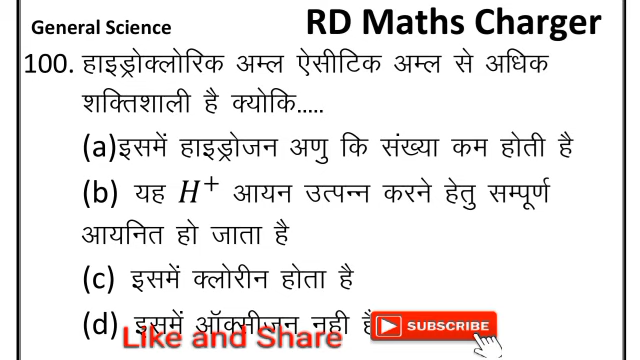 General Science RD Maths Charger
100. हाइड्रोक्लोरिक अम्ल ऐसीटिक अम्ल से अधिक
शक्तिशाली है क्योकि.....
(a)इसमें हाइड्रोजन अणु कि संख्या कम होती है
(b) यह H⁺ आयन उत्पन्न करने हेतु सम्पूर्ण
आयनित हो जाता है
(c) इसमें क्लोरीन होता है
(d) इसमें ऑक्सीजन नही है
Like and Share SUBSCRIBE